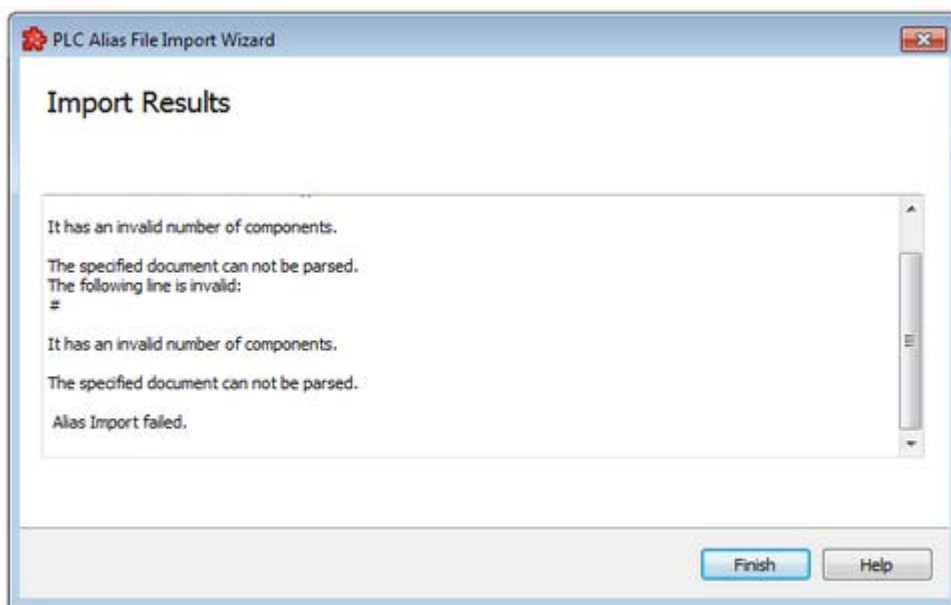 PLC Alias File Import Wizard
Import Results
It has an invalid number of components.
The specified document can not be parsed.
The following line is invalid:
#
It has an invalid number of components.
The specified document can not be parsed.
Alias Import failed.
Finish Help